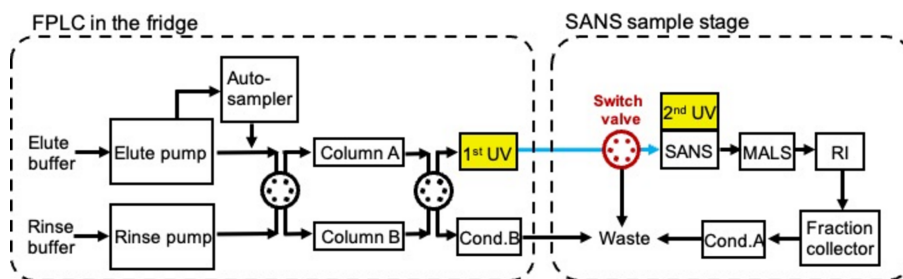 FPLC in the fridge
SANS sample stage
Auto-
sampler
Switch
valve
2nd UV
Elute
buffer
Elute pump
Column A
1st UV
SANS
MALS
RI
Rinse
buffer
Rinse pump
Column B
Cond.B
Waste
Cond.A
Fraction
collector